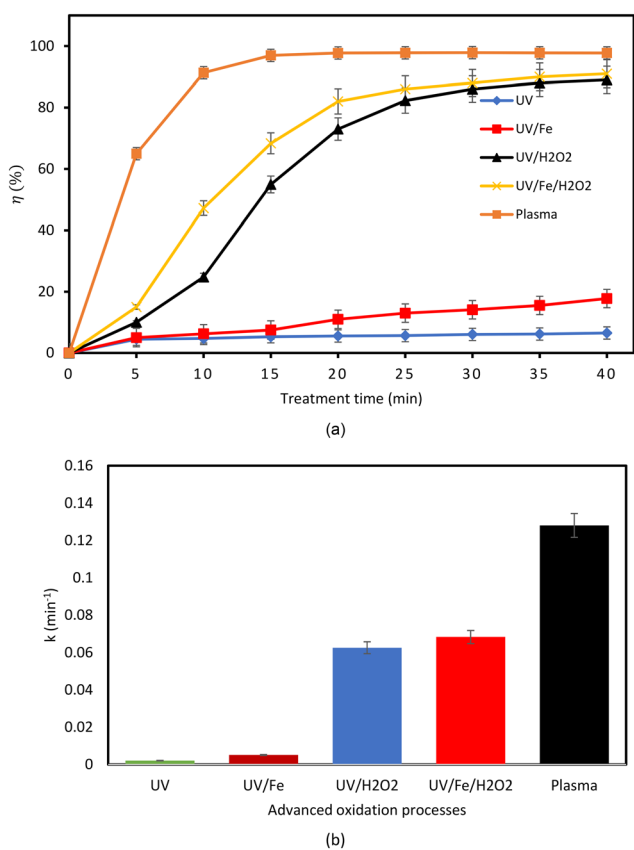 100
80
60
40
20
0
η (%)
UV
UV/Fe
UV/H2O2
UV/Fe/H2O2
Plasma
0 5 10 15 20 25 30 35 40
Treatment time (min)
(a)
0.16
0.14
0.12
0.1
0.08
0.06
0.04
0.02
0
k (min⁻¹)
UV UV/Fe UV/H2O2 UV/Fe/H2O2 Plasma
Advanced oxidation processes
(b)